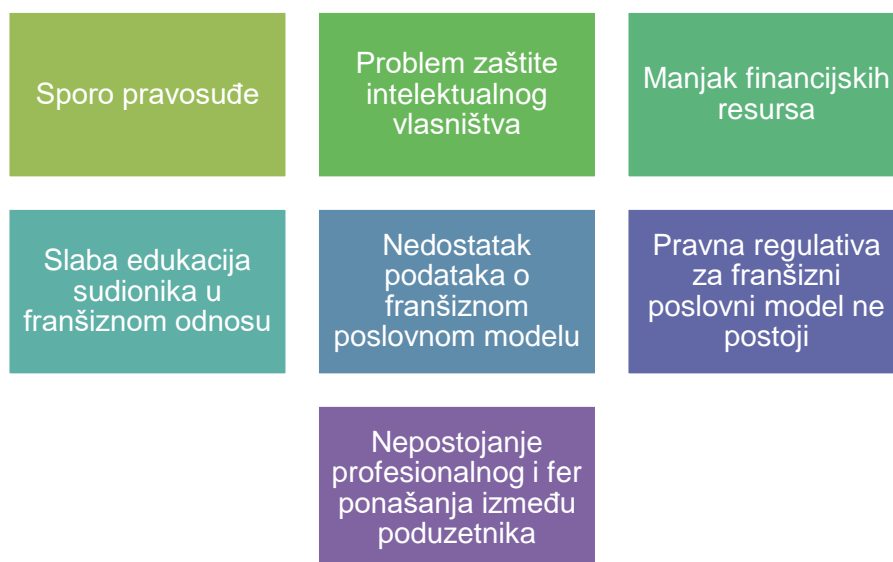 Sporo pravosuđe
Problem zaštite
intelektualnog
vlasništva
Manjak financijskih
resursa
Slaba edukacija
sudionika u
franšiznom odnosu
Nedostatak
podataka o
franšiznom
poslovnom modelu
Pravna regulativa
za franšizni
poslovni model ne
postoji
Nepostojanje
profesionalnog i fer
ponašanja između
poduzetnika